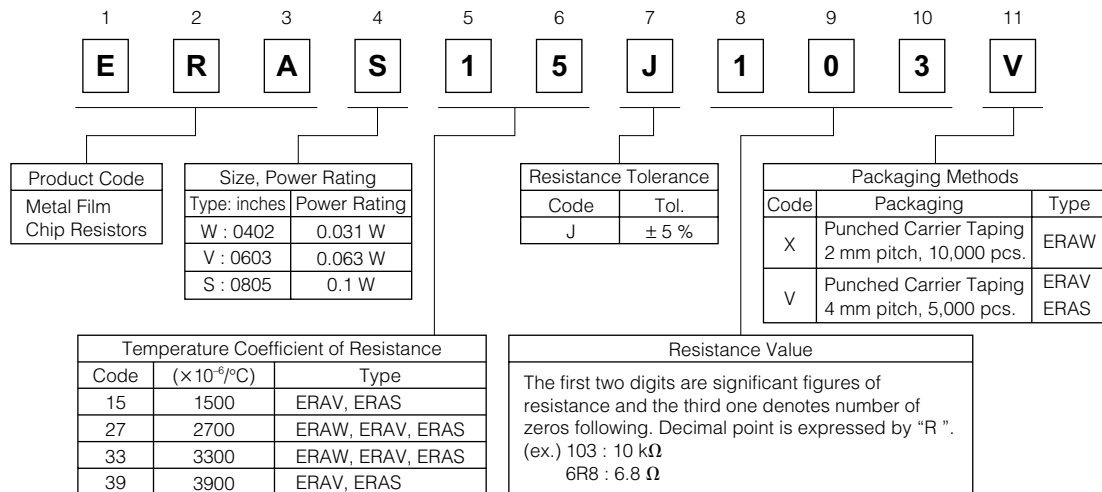 1 2 3 4 5 6 7 8 9 10 11
E R A S 1 5 J 1 0 3 V
Product Code
Metal Film
Chip Resistors
Size, Power Rating
Type: inches Power Rating
W : 0402 0.031 W
V : 0603 0.063 W
S : 0805 0.1 W
Resistance Tolerance
Code Tol.
J ± 5 %
Packaging Methods
Code Packaging Type
X Punched Carrier Taping
2 mm pitch, 10,000 pcs. ERAW
V Punched Carrier Taping ERAV
4 mm pitch, 5,000 pcs. ERAS
Temperature Coefficient of Resistance
Code (×10⁻⁶/°C) Type
15 1500 ERAV, ERAS
27 2700 ERAW, ERAV, ERAS
33 3300 ERAW, ERAV, ERAS
39 3900 ERAV, ERAS
Resistance Value
The first two digits are significant figures of
resistance and the third one denotes number of
zeros following. Decimal point is expressed by “R ”.
(ex.) 103 : 10 kΩ
6R8 : 6.8 Ω